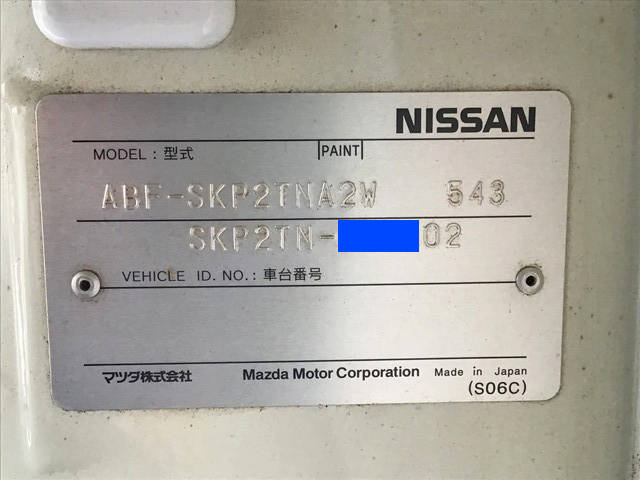 NISSAN
MODEL : 型式 PAINT
ABF-SKP2TNA2W 543
SKP2TN- 02
VEHICLE ID. NO. : 車台番号
マツダ株式会社 Mazda Motor Corporation Made in Japan
(S06C)